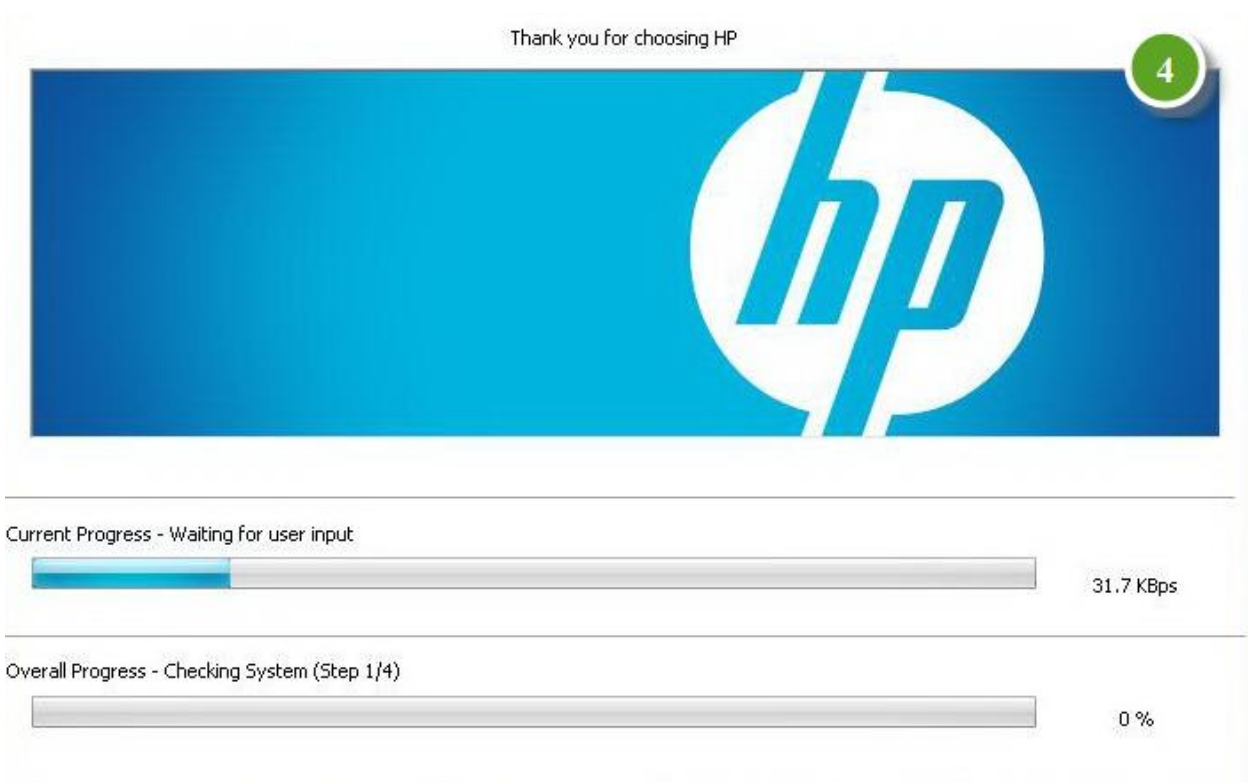 Thank you for choosing HP
4
hp
Current Progress - Waiting for user input
31.7 KBps
Overall Progress - Checking System (Step 1/4)
0 %